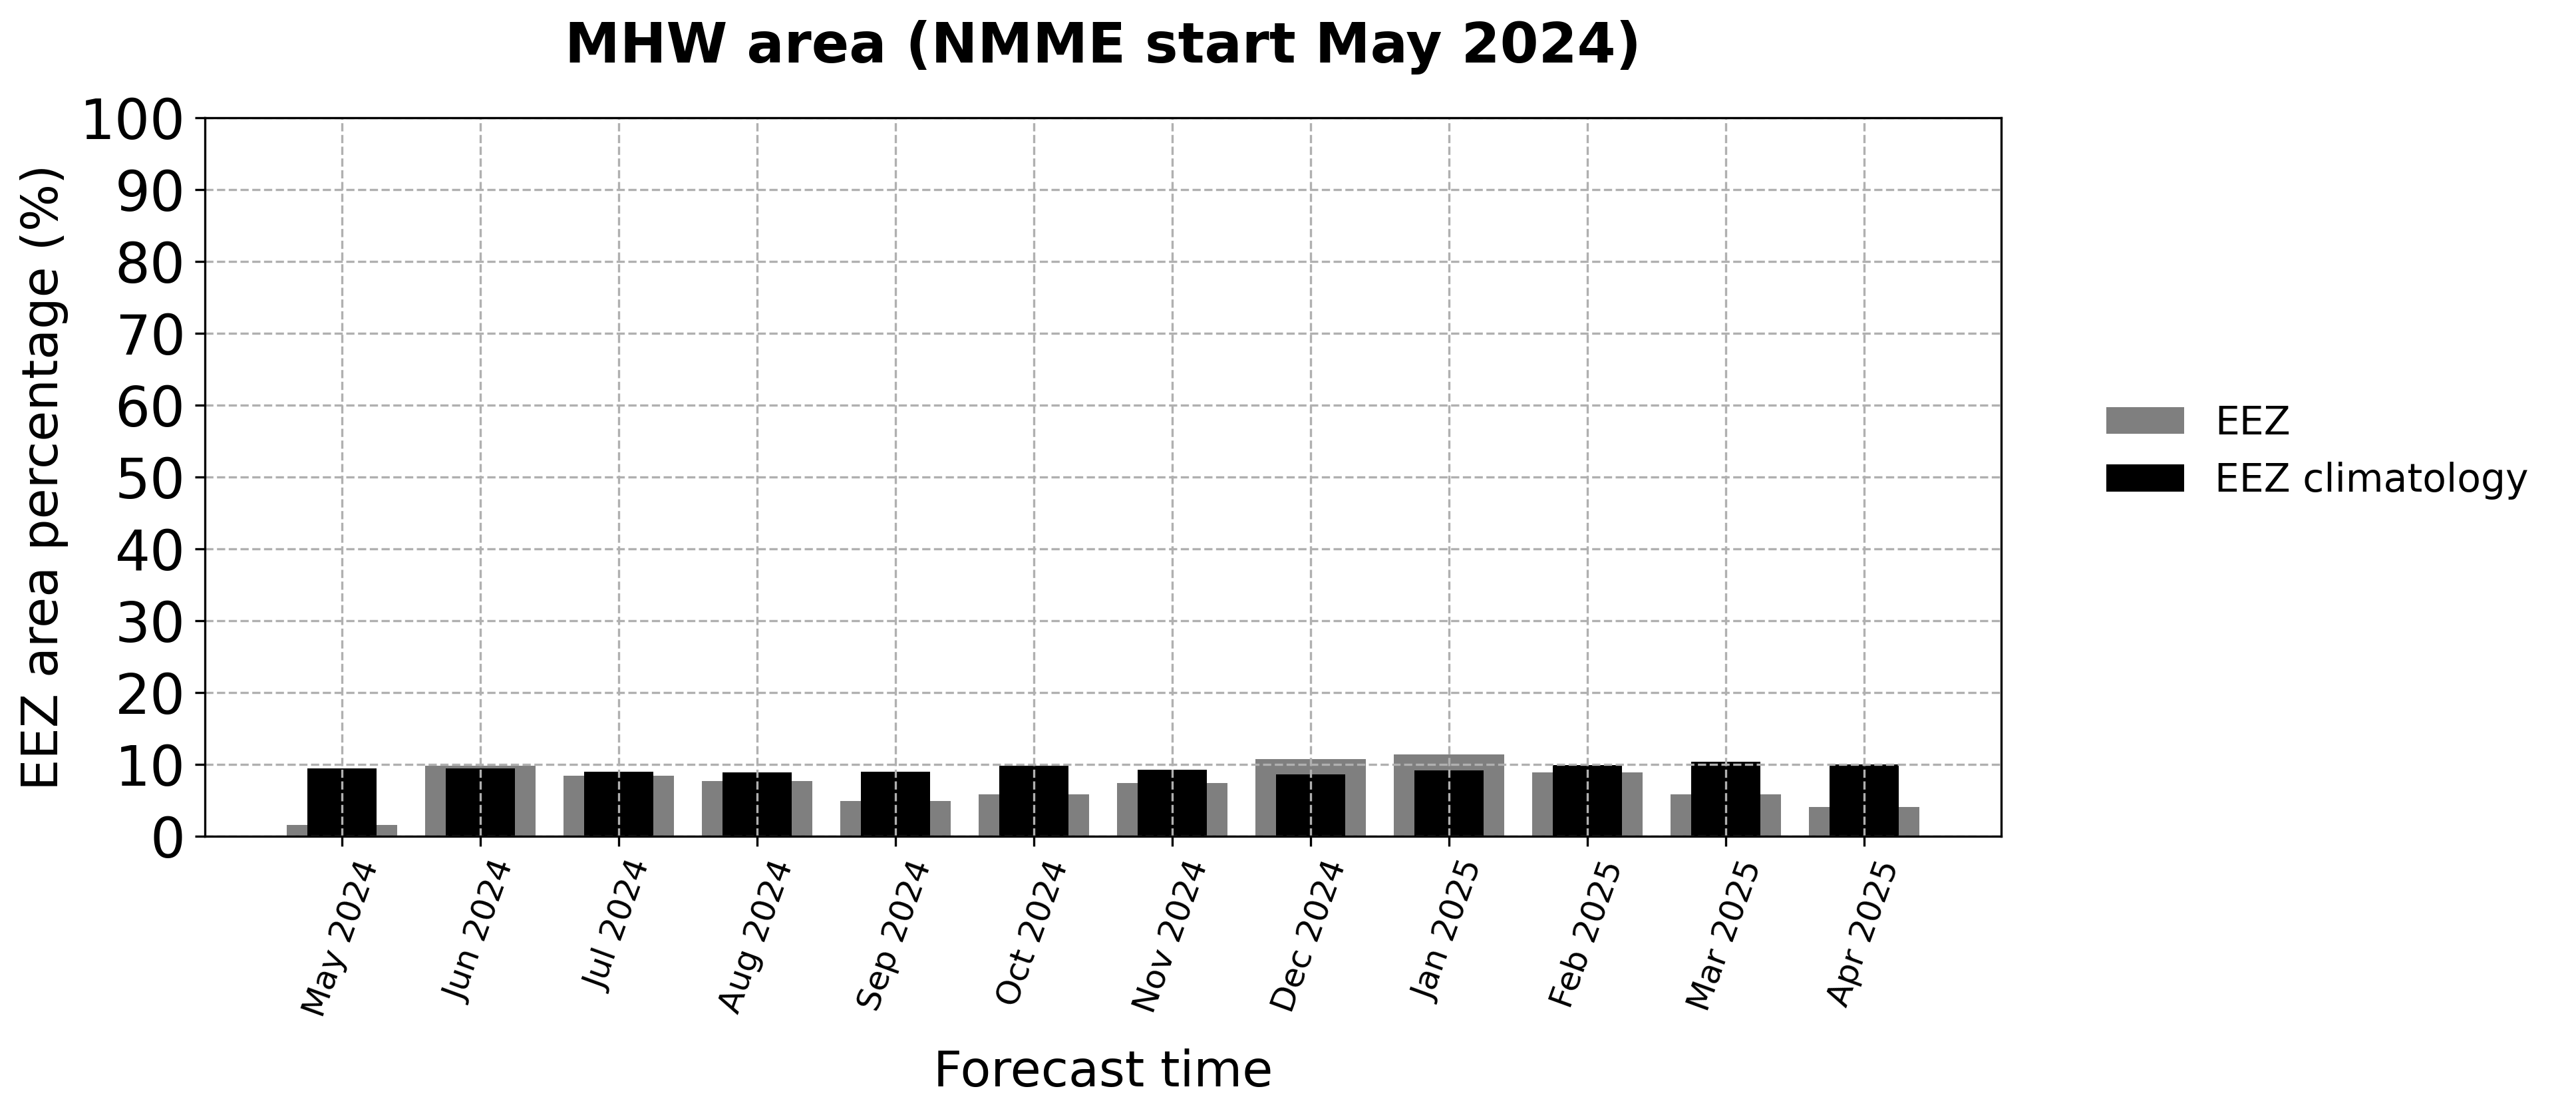 MHW area (NMME start May 2024)
EEZ area percentage (%)
100
90
80
70
60
50
40
30
20
10
0
May 2024
Jun 2024
Jul 2024
Aug 2024
Sep 2024
Oct 2024
Nov 2024
Dec 2024
Jan 2025
Feb 2025
Mar 2025
Apr 2025
Forecast time
EEZ
EEZ climatology